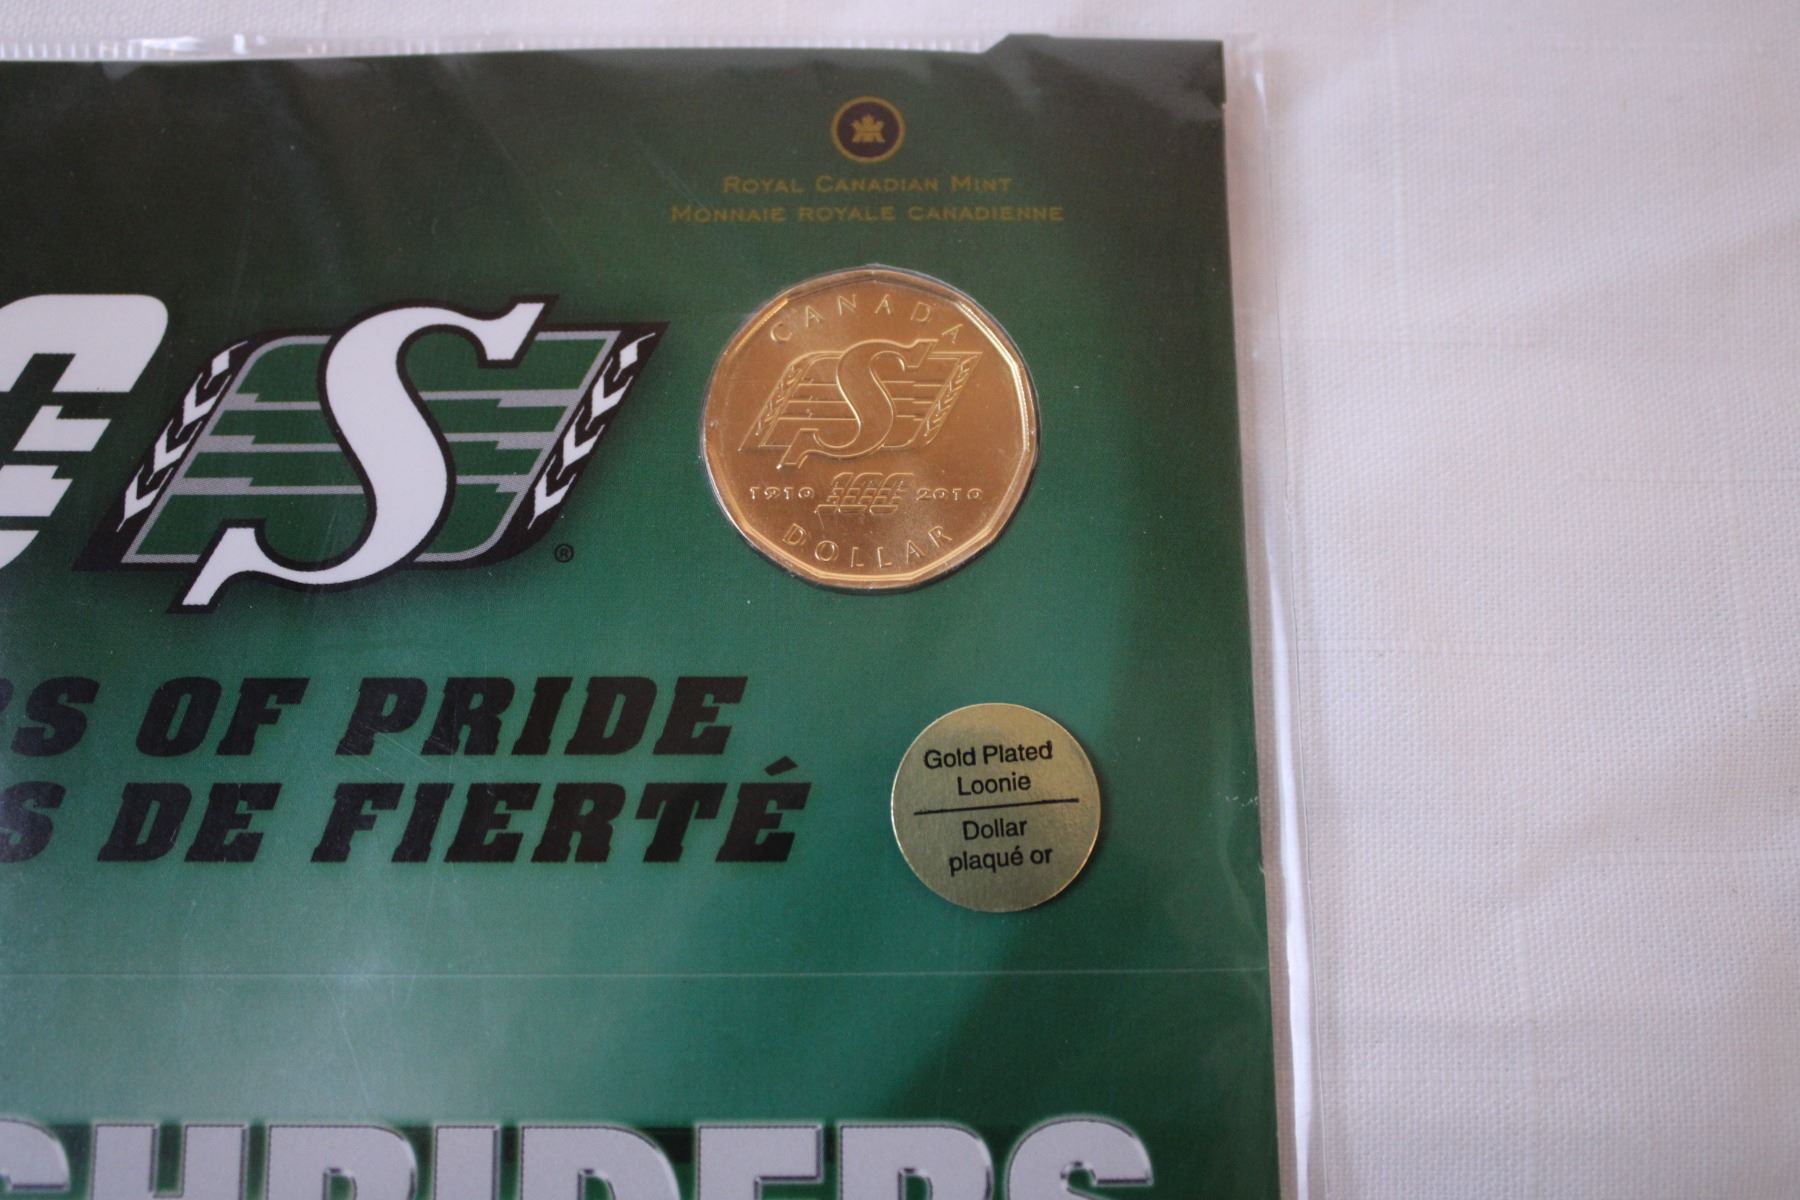 ROYAL CANADIAN MINT
MONNAIE ROYALE CANADIENNE
CANADA
S
S
1910 100 2010
DOLLAR
®
OF PRIDE
DE FIERTÉ
Gold Plated
Loonie
Dollar
plaqué or